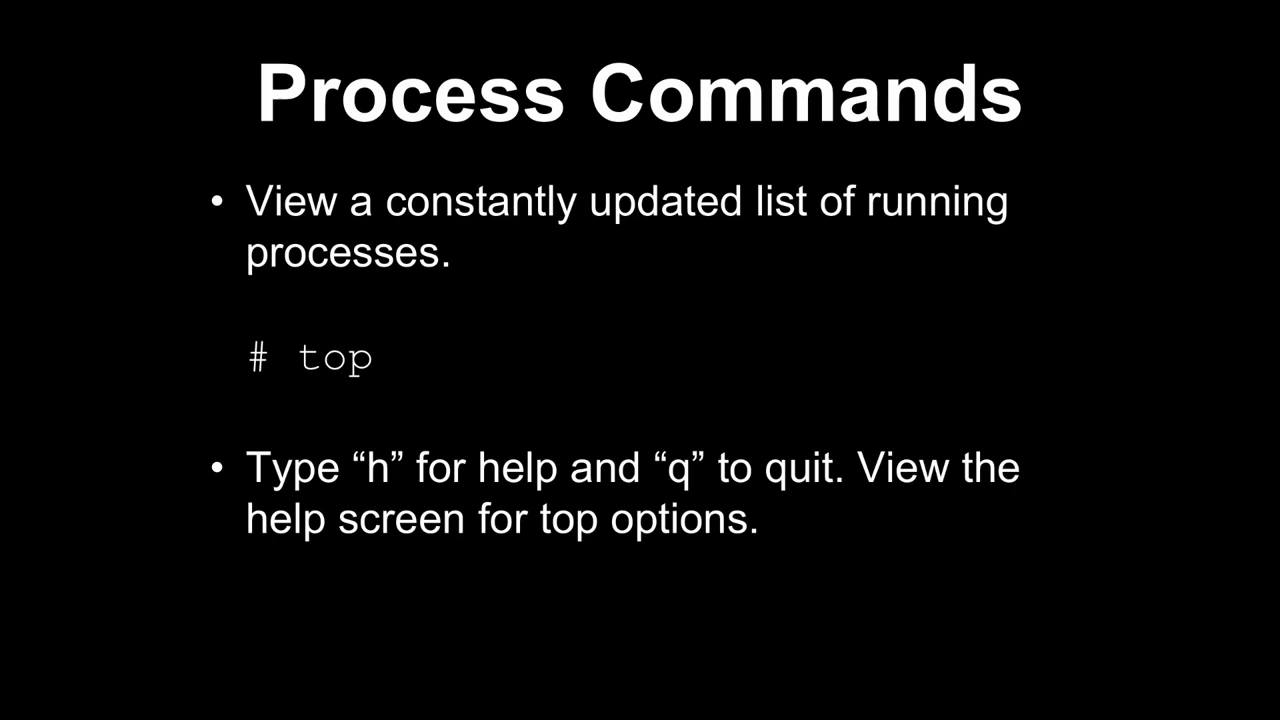 Process Commands
• View a constantly updated list of running
processes.
# top
• Type “h” for help and “q” to quit. View the
help screen for top options.